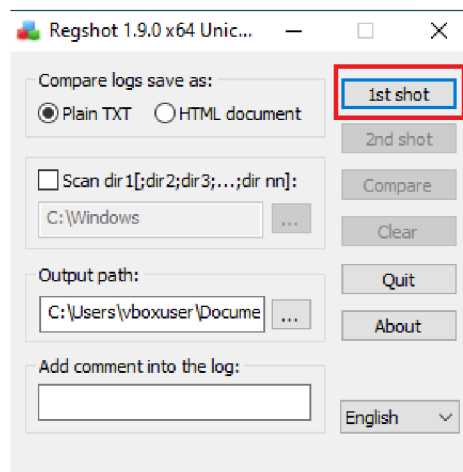 Regshot 1.9.0 x64 Unic...
Compare logs save as:
Plain TXT HTML document
1st shot
2nd shot
Scan dir1[;dir2;dir3;...;dir nn]:
C:\Windows
...
Compare
Clear
Output path:
C:\Users\vboxuser\Docume
...
Quit
About
Add comment into the log:
English